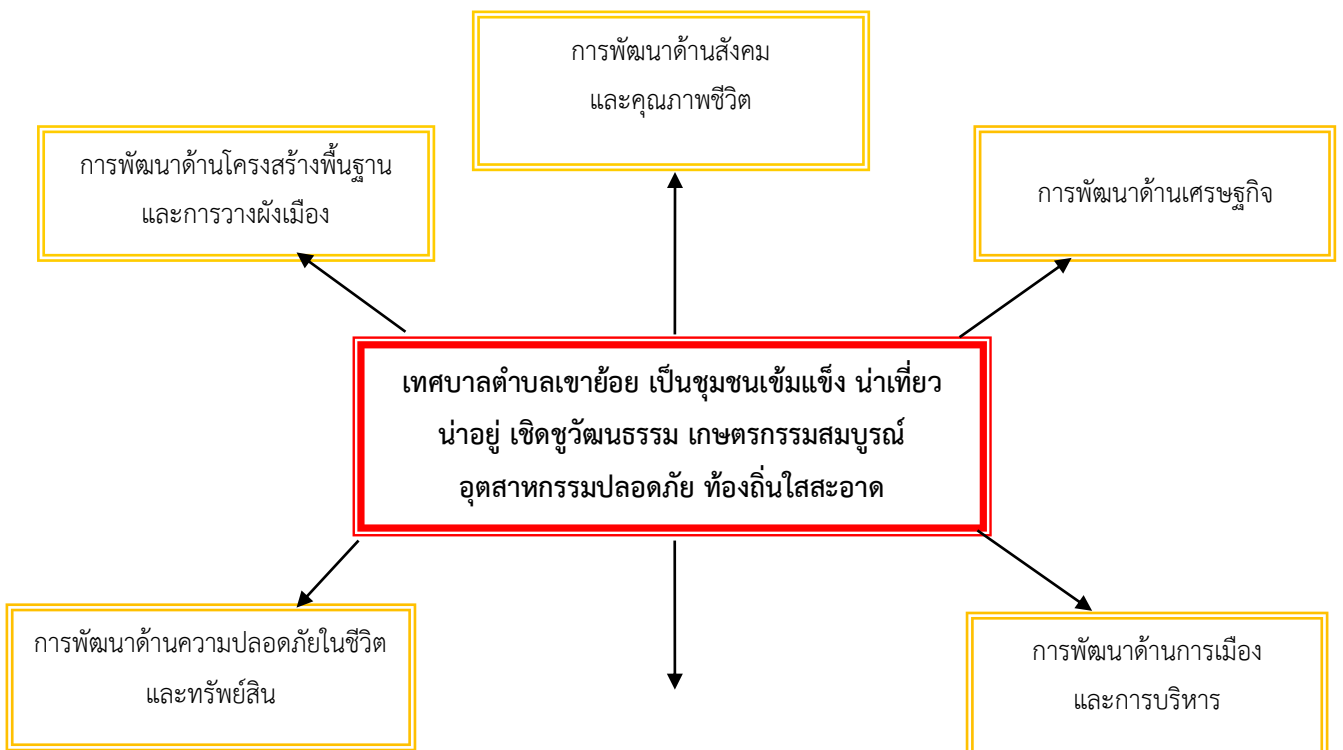 การพัฒนาด้านสังคม
และคุณภาพชีวิต
การพัฒนาด้านโครงสร้างพื้นฐาน
และการวางผังเมือง
การพัฒนาด้านเศรษฐกิจ
เทศบาลตำบลเขาย้อย เป็นชุมชนเข้มแข็ง น่าเที่ยว
น่าอยู่ เชิดชูวัฒนธรรม เกษตรกรรมสมบูรณ์
อุตสาหกรรมปลอดภัย ท้องถิ่นใสสะอาด
การพัฒนาด้านความปลอดภัยในชีวิต
และทรัพย์สิน
การพัฒนาด้านการเมือง
และการบริหาร